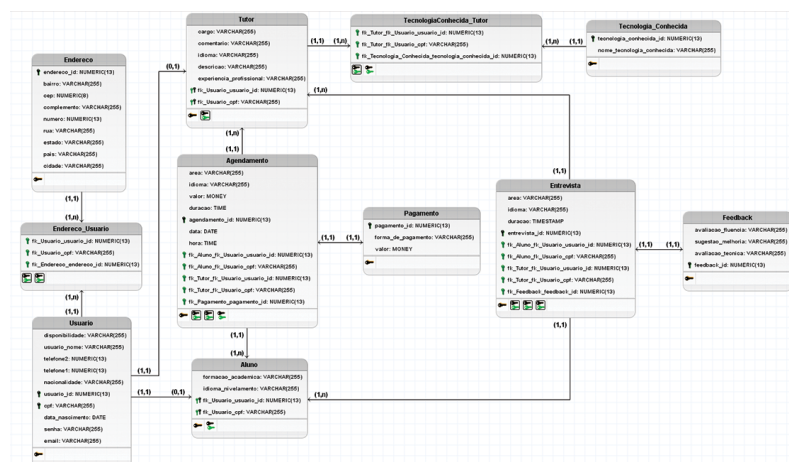 Tutor
cargo: VARCHAR(255)
comentario: VARCHAR(255)
idioma: VARCHAR(255)
descricao: VARCHAR(255)
experiencia_profissional: VARCHAR(255)
fk_Usuario_usuario_id: NUMERIC(13)
fk_Usuario_cpf: VARCHAR(255)
(1,1)
(1,n)
TecnologiaConhecida_Tutor
fk_Tutor_fk_Usuario_usuario_id: NUMERIC(13)
fk_Tutor_fk_Usuario_cpf: VARCHAR(255)
fk_Tecnologia_Conhecida_tecnologia_conhecida_id: NUMERIC(13)
(1,n)
(1,1)
Tecnologia_Conhecida
tecnologia_conhecida_id: NUMERIC(13)
nome_tecnologia_conhecida: VARCHAR(255)
Endereco
endereco_id: NUMERIC(13)
bairro: VARCHAR(255)
cep: NUMERIC(8)
complemento: VARCHAR(255)
numero: NUMERIC(13)
rua: VARCHAR(255)
estado: VARCHAR(255)
pais: VARCHAR(255)
cidade: VARCHAR(255)
(0,1)
(1,n)
(1,n)
(1,1)
Agendamento
area: VARCHAR(255)
idioma: VARCHAR(255)
valor: MONEY
duracao: TIME
agendamento_id: NUMERIC(13)
data: DATE
hora: TIME
fk_Aluno_fk_Usuario_usuario_id: NUMERIC(13)
fk_Aluno_fk_Usuario_cpf: VARCHAR(255)
fk_Tutor_fk_Usuario_usuario_id: NUMERIC(13)
fk_Tutor_fk_Usuario_cpf: VARCHAR(255)
fk_Pagamento_pagamento_id: NUMERIC(13)
(1,1)
(1,1)
Pagamento
pagamento_id: NUMERIC(13)
forma_de_pagamento: VARCHAR(255)
valor: MONEY
(1,1)
Entrevista
area: VARCHAR(255)
idioma: VARCHAR(255)
duracao: TIMESTAMP
entrevista_id: NUMERIC(13)
fk_Aluno_fk_Usuario_usuario_id: NUMERIC(13)
fk_Aluno_fk_Usuario_cpf: VARCHAR(255)
fk_Tutor_fk_Usuario_usuario_id: NUMERIC(13)
fk_Tutor_fk_Usuario_cpf: VARCHAR(255)
fk_Feedback_feedback_id: NUMERIC(13)
(1,1)
(1,1)
Feedback
avaliacao_fluencia: VARCHAR(255)
sugestao_melhoria: VARCHAR(255)
avaliacao_tecnica: VARCHAR(255)
feedback_id: NUMERIC(13)
(1,1)
(1,n)
Endereco_Usuario
fk_Usuario_usuario_id: NUMERIC(13)
fk_Usuario_cpf: VARCHAR(255)
fk_Endereco_endereco_id: NUMERIC(13)
(1,n)
(1,1)
Usuario
disponibilidade: VARCHAR(255)
usuario_nome: VARCHAR(255)
telefone2: NUMERIC(13)
telefone1: NUMERIC(13)
nacionalidade: VARCHAR(255)
usuario_id: NUMERIC(13)
cpf: VARCHAR(255)
data_nascimento: DATE
senha: VARCHAR(255)
email: VARCHAR(255)
(1,1)
(1,1)
(0,1)
(1,1)
(1,n)
Aluno
formacao_academica: VARCHAR(255)
idioma_nivelamento: VARCHAR(255)
fk_Usuario_usuario_id: NUMERIC(13)
fk_Usuario_cpf: VARCHAR(255)
(1,n)
(1,1)